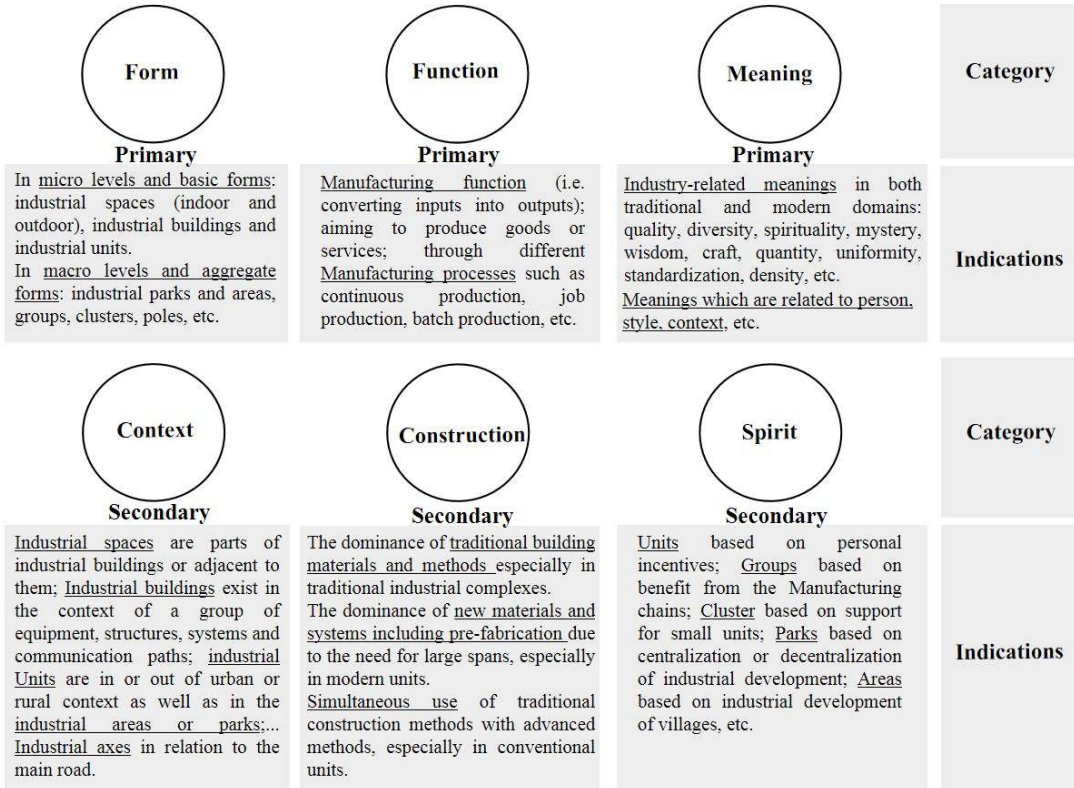 Form
Function
Meaning
Category
Primary
Primary
Primary
In micro levels and basic forms:
industrial spaces (indoor and
outdoor), industrial buildings and
industrial units.
In macro levels and aggregate
forms: industrial parks and areas,
groups, clusters, poles, etc.
Manufacturing function (i.e.
converting inputs into outputs);
aiming to produce goods or
services; through different
Manufacturing processes such as
continuous production, job
production, batch production, etc.
Industry-related meanings in both
traditional and modern domains:
quality, diversity, spirituality, mystery,
wisdom, craft, quantity, uniformity,
standardization, density, etc.
Meanings which are related to person,
style, context, etc.
Indications
Context
Construction
Spirit
Category
Secondary
Secondary
Secondary
Industrial spaces are parts of
industrial buildings or adjacent to
them; Industrial buildings exist in
the context of a group of
equipment, structures, systems and
communication paths; industrial
Units are in or out of urban or
rural context as well as in the
industrial areas or parks;...
Industrial axes in relation to the
main road.
The dominance of traditional building
materials and methods especially in
traditional industrial complexes.
The dominance of new materials and
systems including pre-fabrication due
to the need for large spans, especially
in modern units.
Simultaneous use of traditional
construction methods with advanced
methods, especially in conventional
units.
Units based on personal
incentives; Groups based on
benefit from the Manufacturing
chains; Cluster based on support
for small units; Parks based on
centralization or decentralization
of industrial development; Areas
based on industrial development
of villages, etc.
Indications